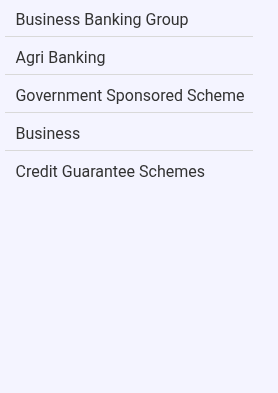 Business Banking Group
Agri Banking
Government Sponsored Scheme
Business
Credit Guarantee Schemes